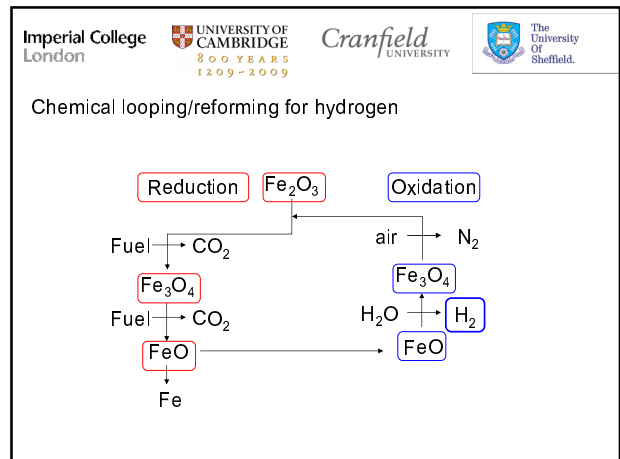 Imperial College
London
UNIVERSITY OF
CAMBRIDGE
800 YEARS
1209~2009
Cranfield
UNIVERSITY
The
University
Of
Sheffield.
Chemical looping/reforming for hydrogen
Reduction Fe₂O₃ Oxidation
Fuel CO₂ air N₂
Fe₃O₄ Fe₃O₄
Fuel CO₂ H₂O H₂
FeO FeO
Fe